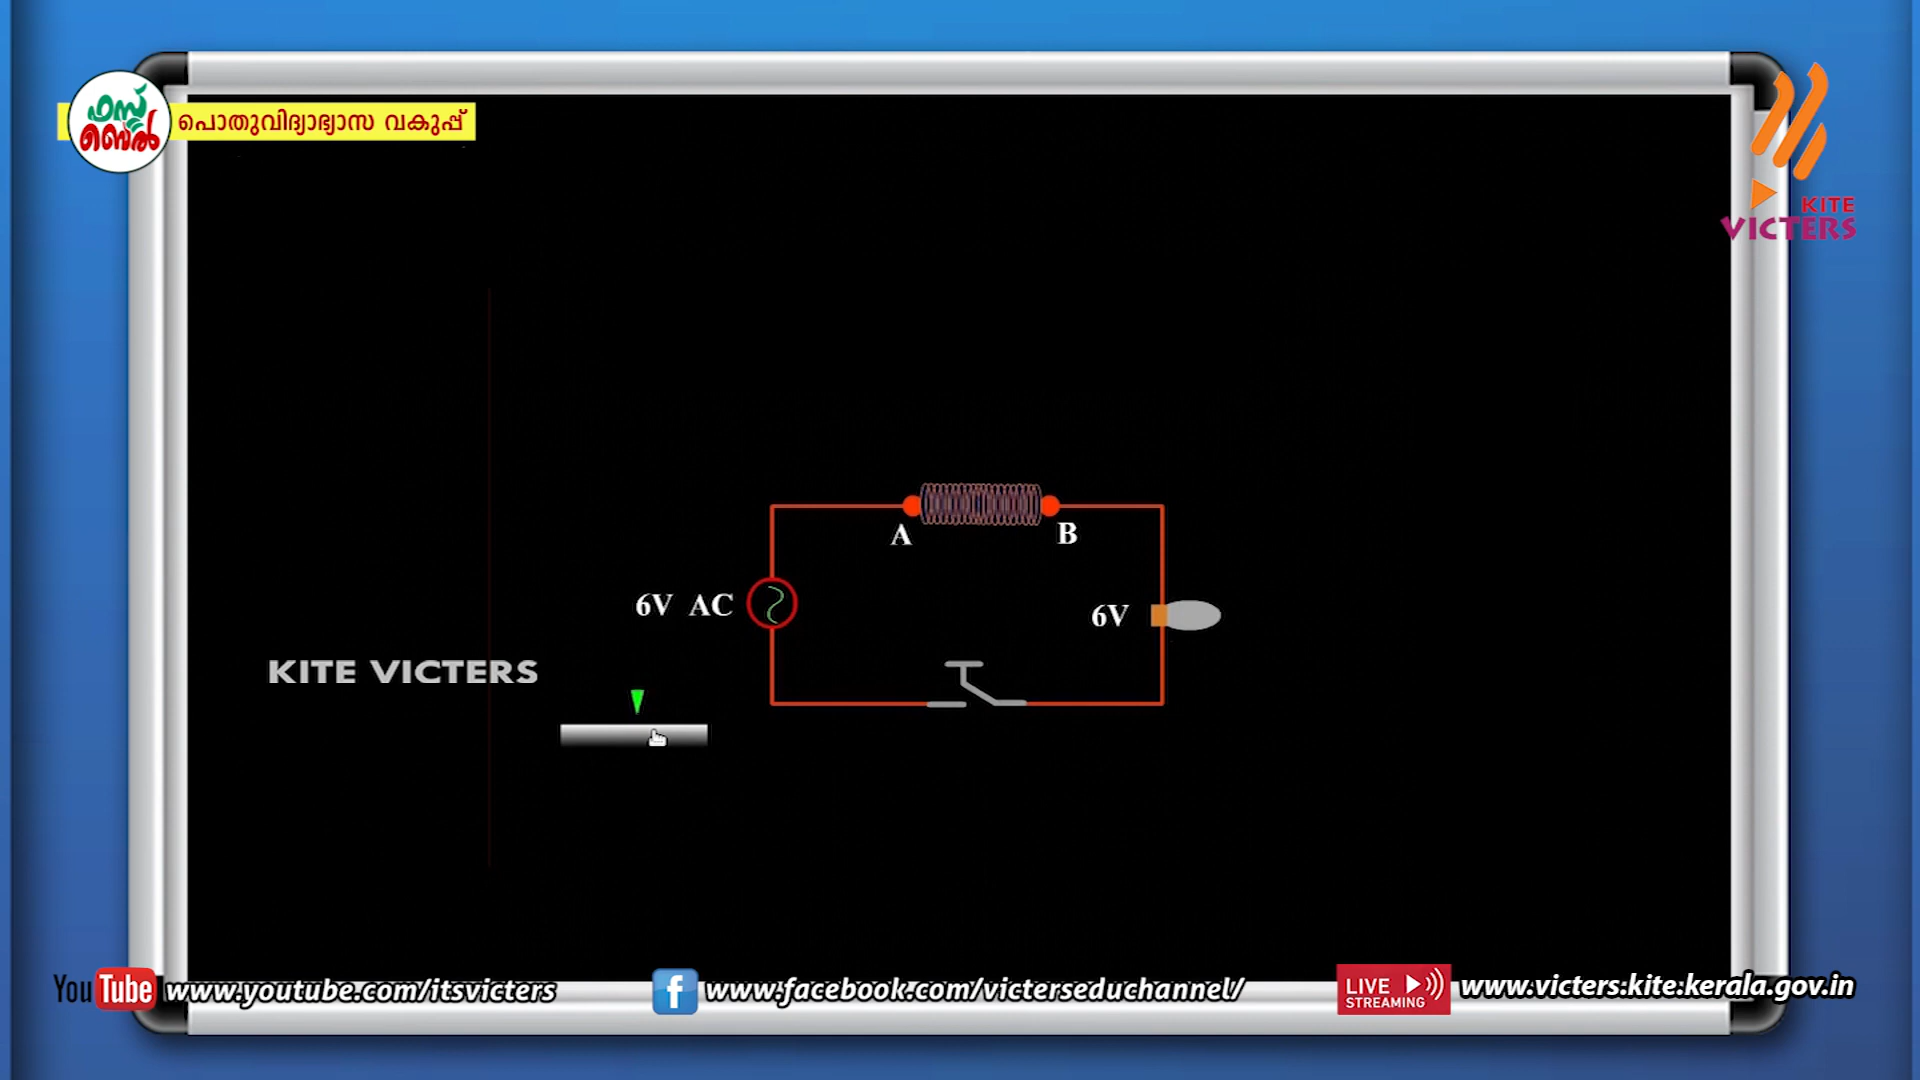 ഫസ്റ്റ്
ബെൽ
പൊതുവിദ്യാഭ്യാസ വകുപ്പ്
KITE
VICTERS
A
B
6V AC
6V
KITE VICTERS
YouTube www.youtube.com/itsvicters
f www.facebook.com/victerseduchannel/
LIVE
STREAMING
www.victers.kite.kerala.gov.in